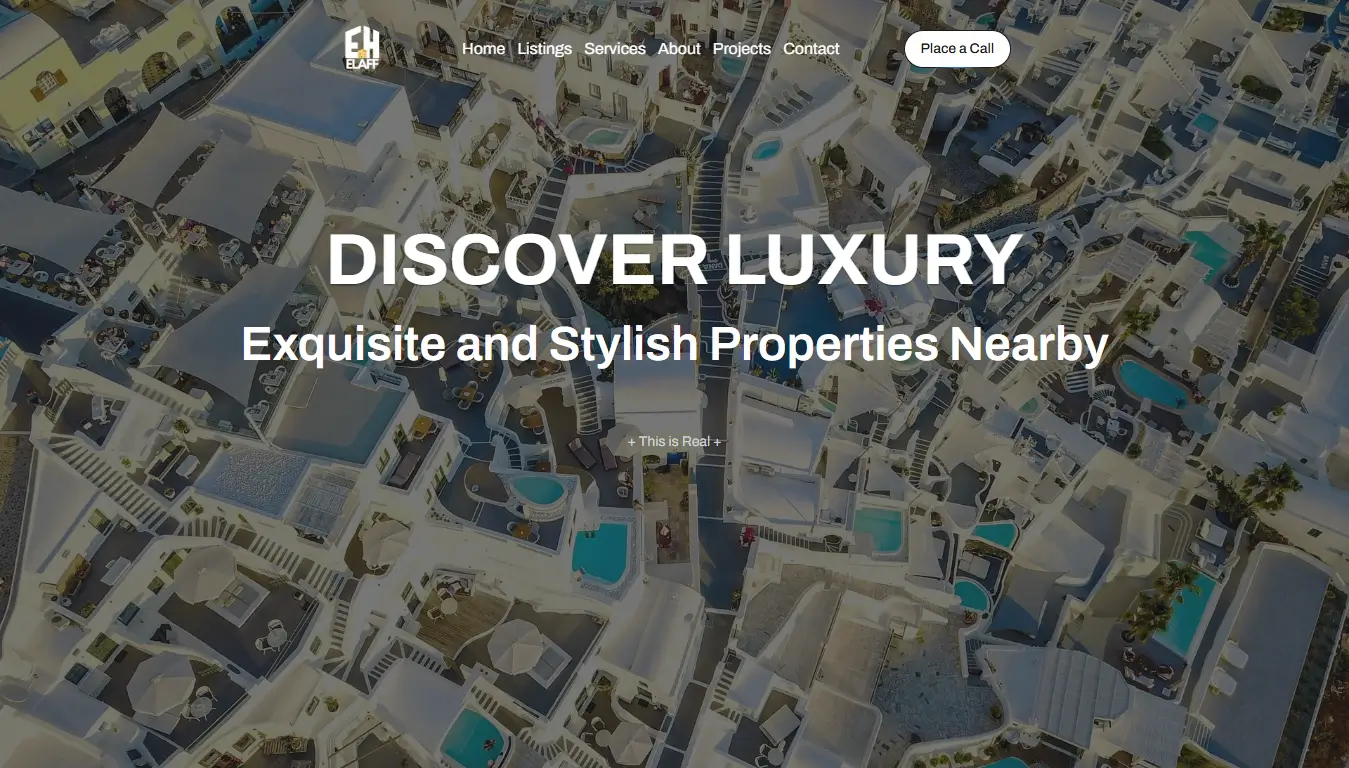 EH
ELAFF
Home Listings Services About Projects Contact
Place a Call
DISCOVER LUXURY
Exquisite and Stylish Properties Nearby
+ This is Real +